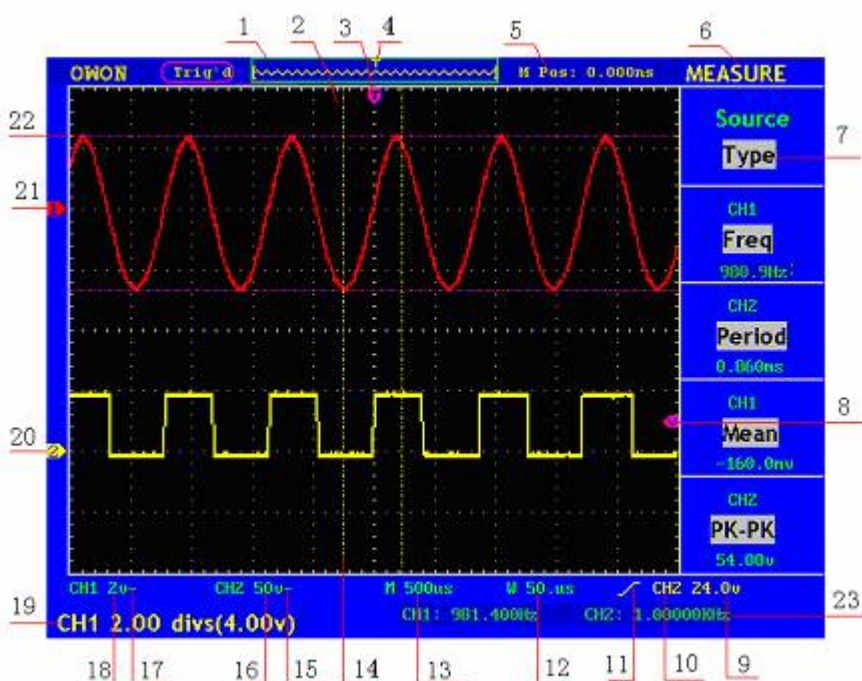 1 2 3 4 5 6
OWON Trig'd T M Pos: 0.000ns MEASURE
Source
Type
7
CH1
Freq
980.9Hz
CH2
Period
0.860ms
CH1
Mean
-160.0mv
CH2
PK-PK
54.00v
8
22
21
1
20
2
CH1 2v- CH2 50v- M 500us W 50.us CH2 24.0v
19 CH1 2.00 divs(4.00v) CH1: 981.400Hz CH2: 1.00000KHz 23
18 17 16 15 14 13 12 11 10 9